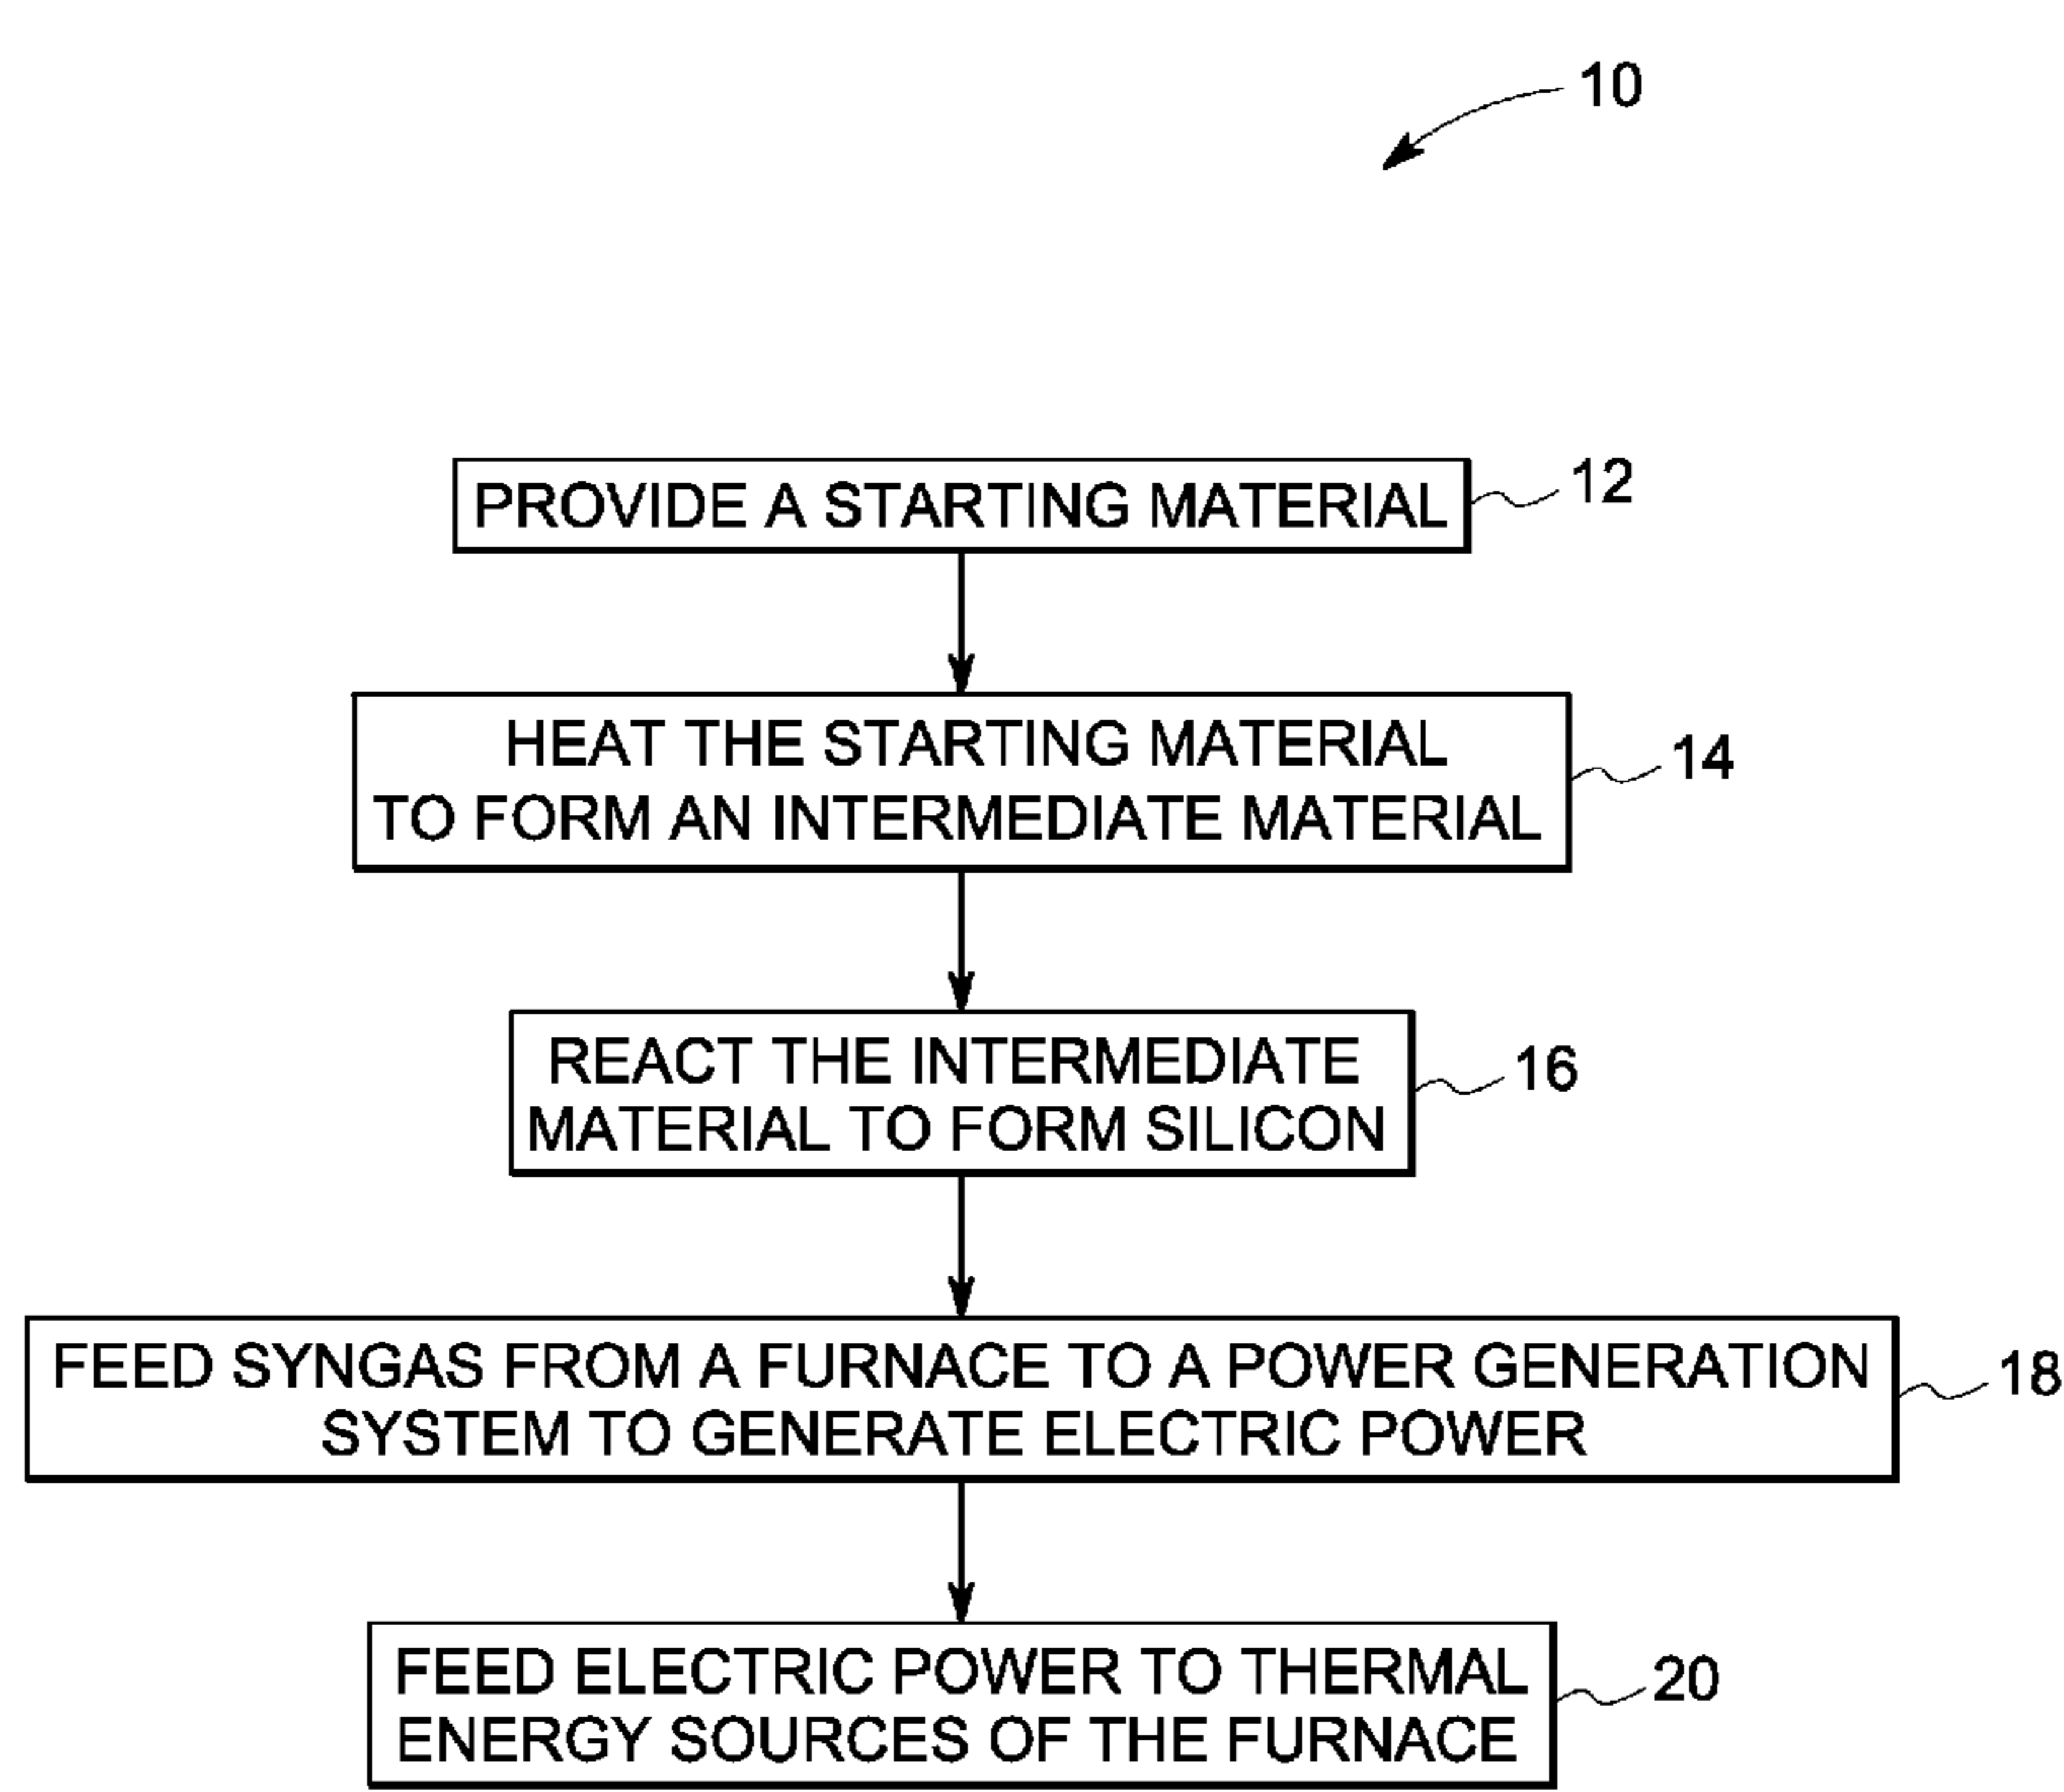 10
PROVIDE A STARTING MATERIAL
12
HEAT THE STARTING MATERIAL
TO FORM AN INTERMEDIATE MATERIAL
14
REACT THE INTERMEDIATE
MATERIAL TO FORM SILICON
16
FEED SYNGAS FROM A FURNACE TO A POWER GENERATION
SYSTEM TO GENERATE ELECTRIC POWER
18
FEED ELECTRIC POWER TO THERMAL
ENERGY SOURCES OF THE FURNACE
20